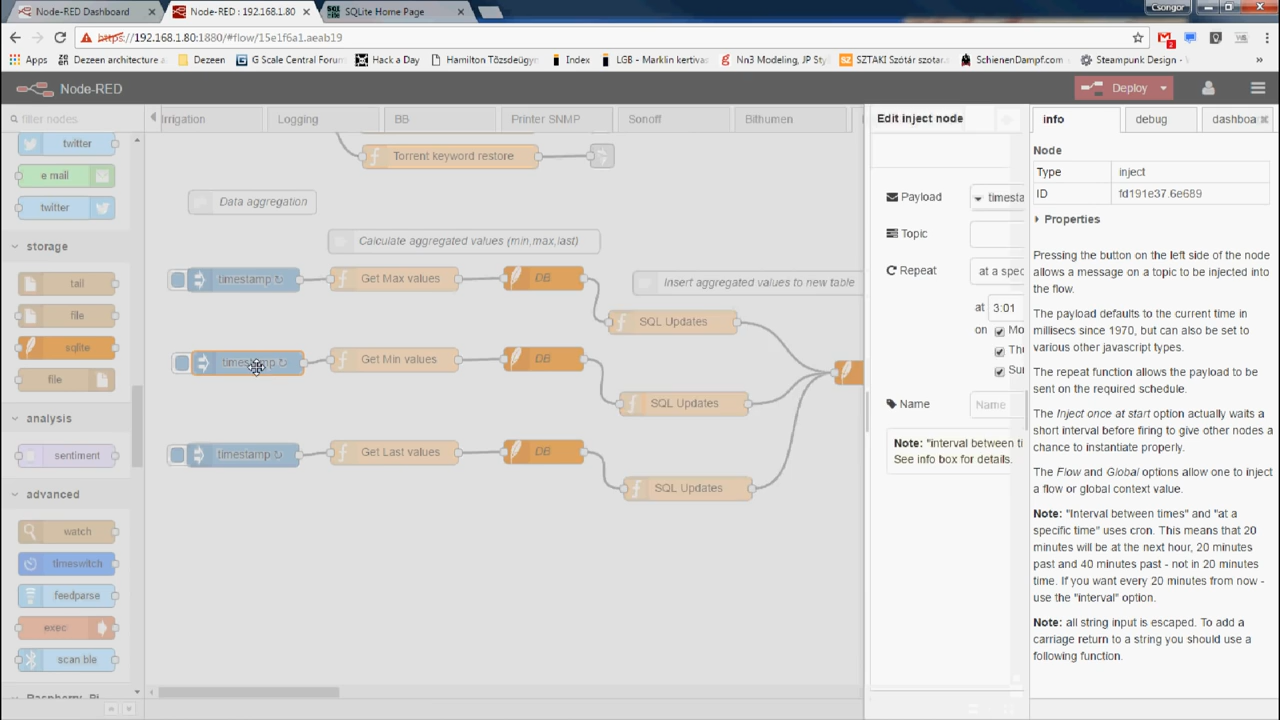 Node-RED Dashboard
Node-RED : 192.168.1.80
SQLite Home Page
Csongor
https://192.168.1.80:1880/#flow/15e1f6a1.aeab19
2
Apps
Dezeen architecture a
Dezeen
G Scale Central Forum
Hack a Day
Hamilton Tőzsdeügyn
Index
LGB - Marklin kertivas
Nn3 Modeling, JP Sty
SZ
SZTAKI Szótár szotar.
SchienenDampf.com
Steampunk Design -
»
Node-RED
Deploy
filter nodes
Irrigation
Logging
BB
Printer SNMP
Sonoff
Bithumen
Edit inject node
info
debug
dashboa
twitter
e mail
twitter
storage
tail
file
sqlite
file
analysis
sentiment
advanced
watch
timeswitch
feedparse
exec
scan ble
Torrent keyword restore
Data aggregation
Calculate aggregated values (min,max,last)
Insert aggregated values to new table
timestamp ↻
Get Max values
DB
SQL Updates
timestamp ↻
Get Min values
DB
SQL Updates
timestamp ↻
Get Last values
DB
SQL Updates
Payload
timesta
Topic
Repeat
at a spec
at
3:01
on
Mo
Thu
Sun
Name
Name
Note: "interval between ti
See info box for details.
Node
Type
inject
ID
fd191e37.6e689
Properties
Pressing the button on the left side of the node
allows a message on a topic to be injected into
the flow.
The payload defaults to the current time in
millisecs since 1970, but can also be set to
various other javascript types.
The repeat function allows the payload to be
sent on the required schedule.
The Inject once at start option actually waits a
short interval before firing to give other nodes a
chance to instantiate properly.
The Flow and Global options allow one to inject
a flow or global context value.
Note: "Interval between times" and "at a
specific time" uses cron. This means that 20
minutes will be at the next hour, 20 minutes
past and 40 minutes past - not in 20 minutes
time. If you want every 20 minutes from now -
use the "interval" option.
Note: all string input is escaped. To add a
carriage return to a string you should use a
following function.